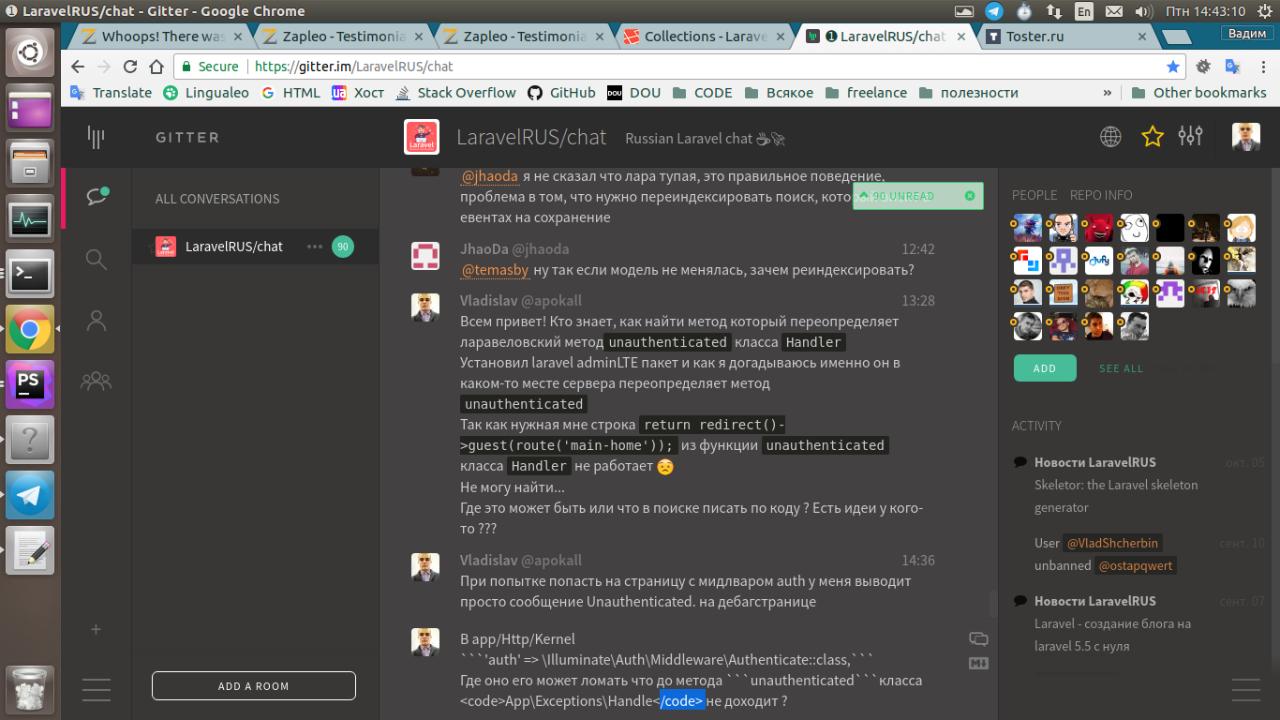 LaravelRUS/chat - Gitter - Google Chrome
En
Птн 14:43:10
Whoops! There was
Zapleo - Testimonia
Zapleo - Testimonia
Collections - Larave
LaravelRUS/chat
Toster.ru
Вадим
Secure
https://gitter.im/LaravelRUS/chat
Translate
Lingualeo
HTML
Хост
Stack Overflow
GitHub
DOU
CODE
Всякое
freelance
полезности
»
Other bookmarks
GITTER
LaravelRUS/chat
Russian Laravel chat
ALL CONVERSATIONS
LaravelRUS/chat
90
ADD A ROOM
@jhaoda я не сказал что лара тупая, это правильное поведение,
проблема в том, что нужно переиндексировать поиск,
евентах на сохранение
90 UNREAD
JhaoDa @jhaoda
12:42
@temasby ну так если модель не менялась, зачем реиндексировать?
Vladislav @apokall
13:28
Всем привет! Кто знает, как найти метод который переопределяет
ларавеловский метод unauthenticated класса Handler
Установил laravel adminLTE пакет и как я догадываюсь именно он в
каком-то месте сервера переопределяет метод
unauthenticated
Так как нужная мне строка return redirect()-
>guest(route('main-home')); из функции unauthenticated
класса Handler не работает 😟
Не могу найти...
Где это может быть или что в поиске писать по коду ? Есть идеи у кого-
то ???
Vladislav @apokall
14:36
При попытке попасть на страницу с мидлваром auth у меня выводит
просто сообщение Unauthenticated. на дебагстранице
В app/Http/Kernel
```'auth' => \Illuminate\Auth\Middleware\Authenticate::class,```
Где оно его может ломать что до метода ```unauthenticated```класса
<code>App\Exceptions\Handle</code> не доходит ?
PEOPLE
REPO INFO
ADD
SEE ALL
ACTIVITY
Новости LaravelRUS
окт. 05
Skeletor: the Laravel skeleton
generator
User @VladShcherbin
сент. 10
unbanned @ostapqwert
Новости LaravelRUS
сент. 07
Laravel - создание блога на
laravel 5.5 с нуля
PS